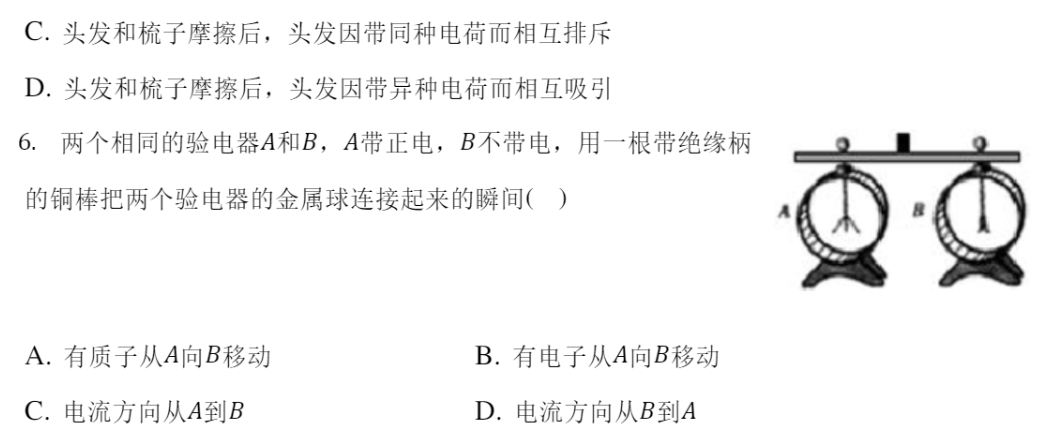 C. 头发和梳子摩擦后，头发因带同种电荷而相互排斥
D. 头发和梳子摩擦后，头发因带异种电荷而相互吸引
6. 两个相同的验电器A和B，A带正电，B不带电，用一根带绝缘柄
的铜棒把两个验电器的金属球连接起来的瞬间( )
A B
A. 有质子从A向B移动 B. 有电子从A向B移动
C. 电流方向从A到B D. 电流方向从B到A